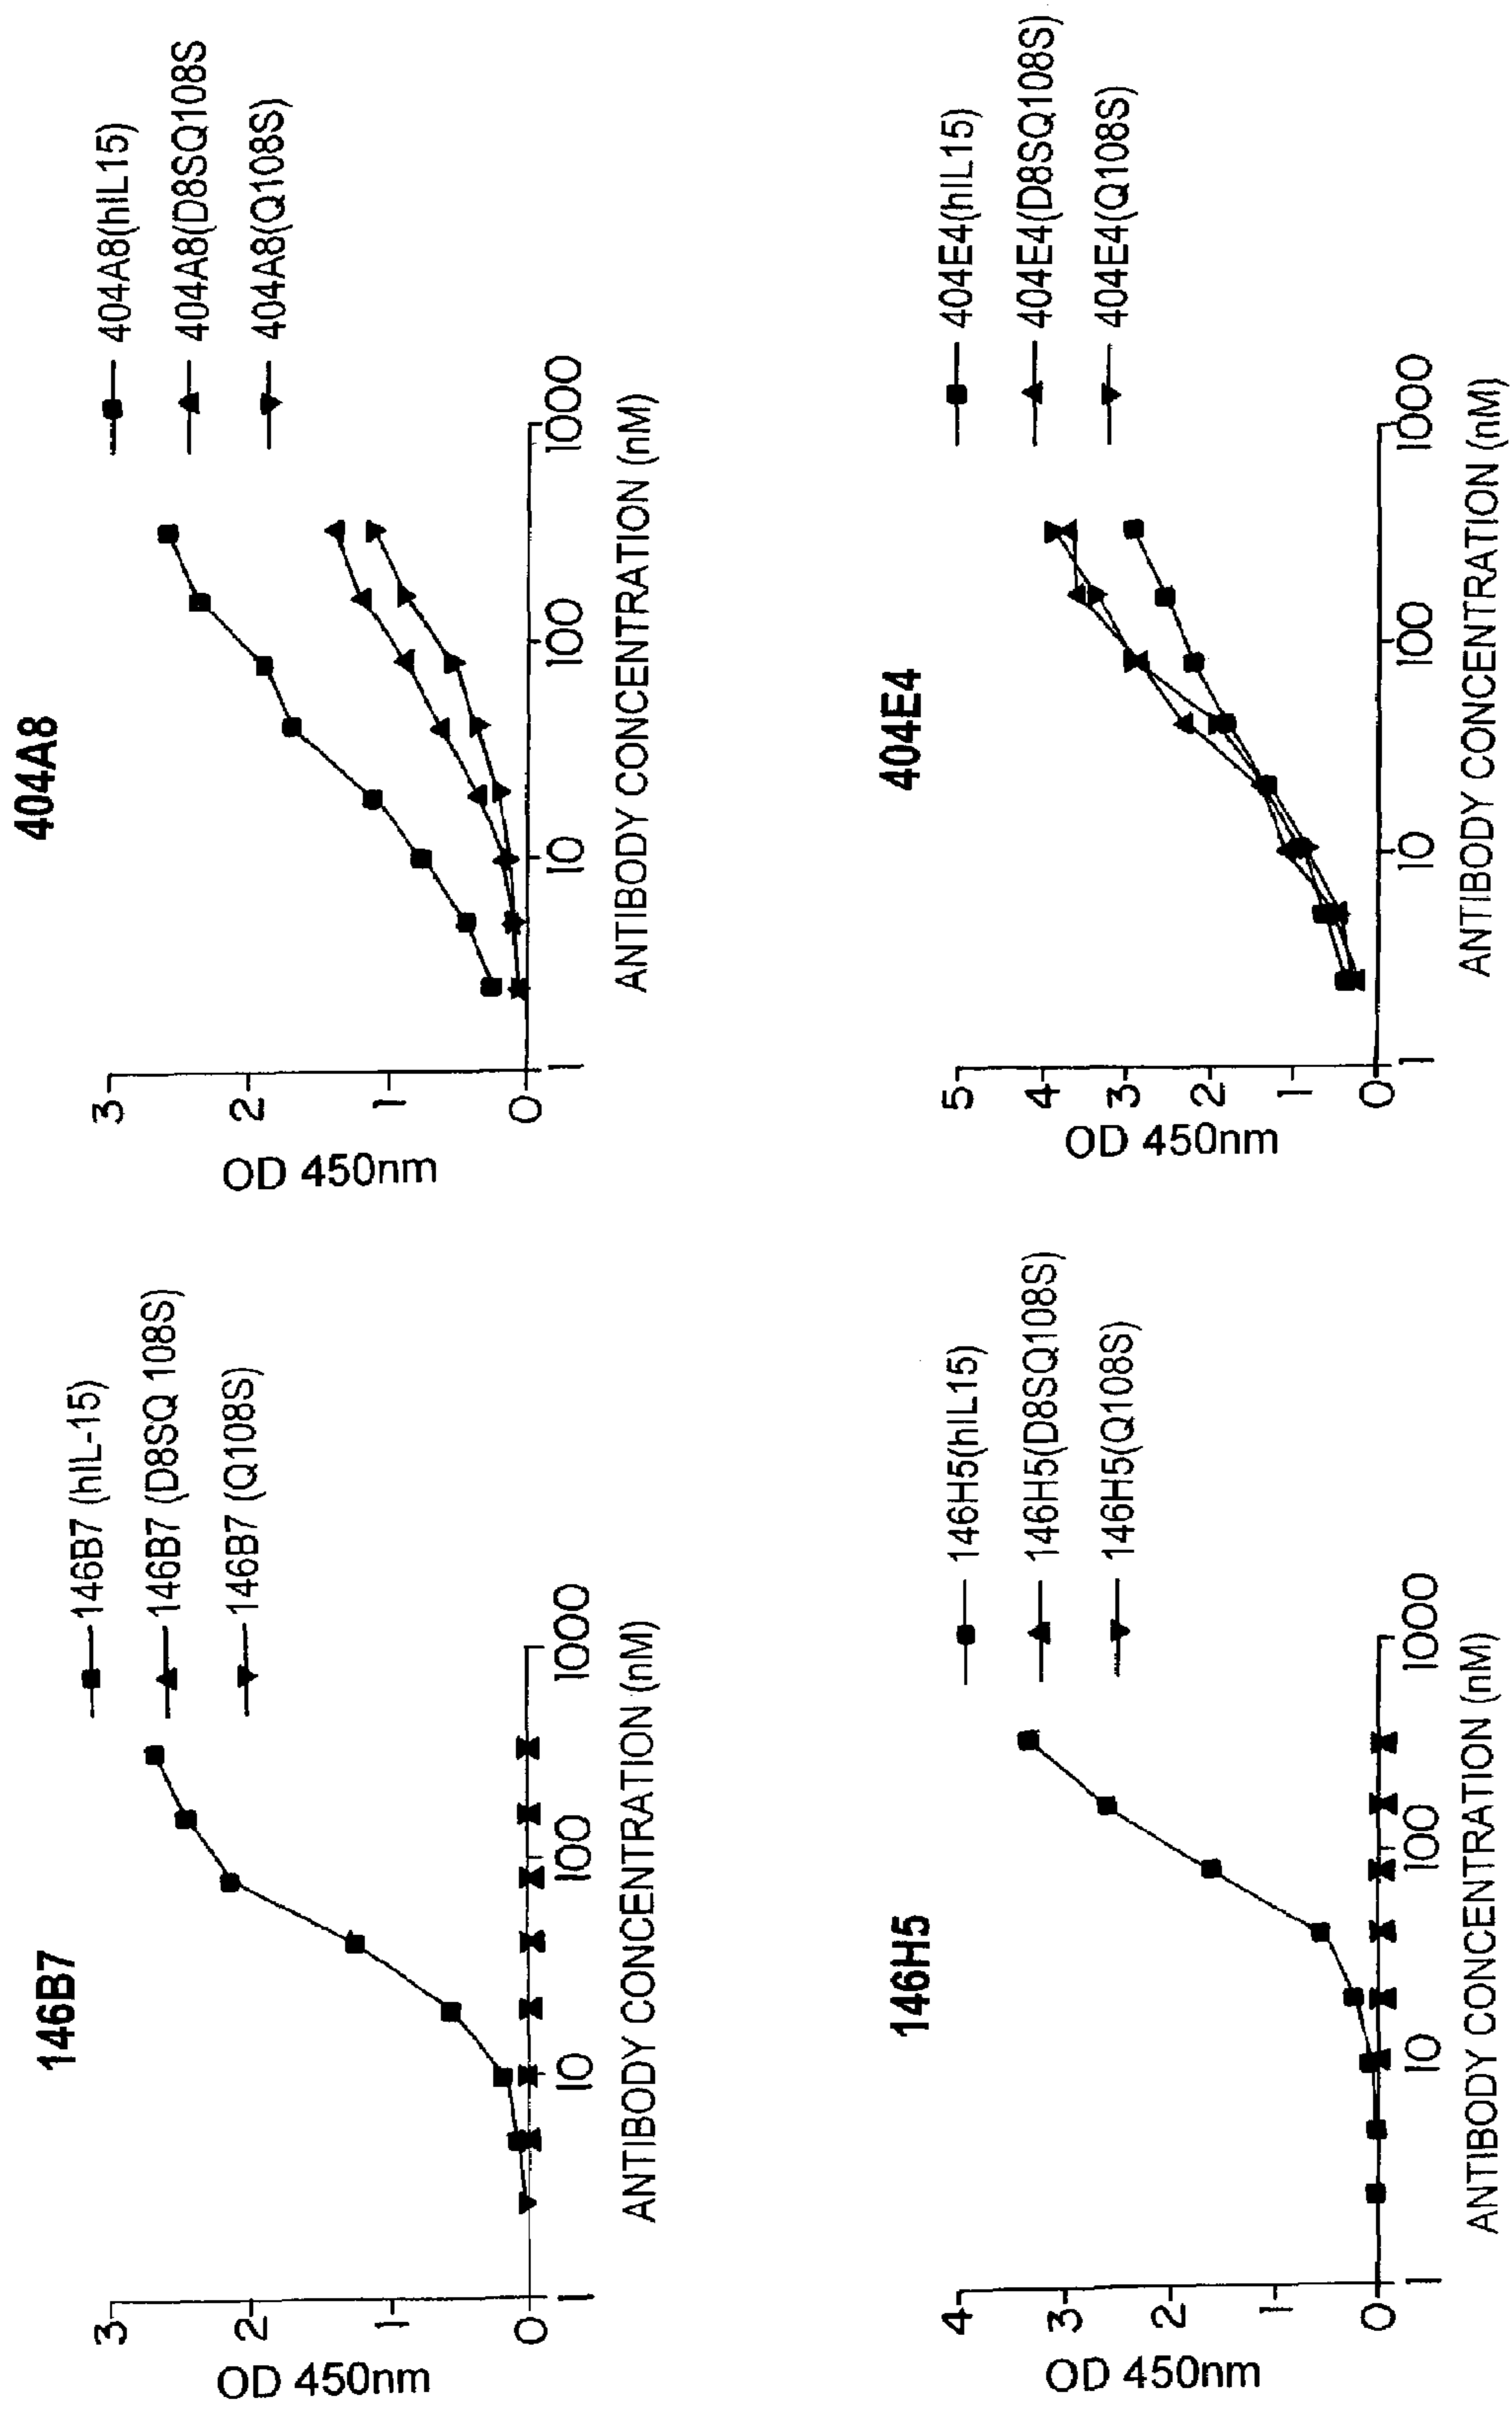 146B7
146B7 (hIL-15)
146B7 (D8SQ 108S)
146B7 (Q108S)
OD 450nm
3
2
1
0
1
10
100
1000
ANTIBODY CONCENTRATION (nM)
404A8
404A8(hIL15)
404A8(D8SQ108S
404A8(Q108S)
OD 450nm
3
2
1
0
1
10
100
1000
ANTIBODY CONCENTRATION (nM)
146H5
146H5(hIL15)
146H5(D8SQ108S)
146H5(Q108S)
OD 450nm
4
3
2
1
0
1
10
100
1000
ANTIBODY CONCENTRATION (nM)
404E4
404E4(hIL15)
404E4(D8SQ108S)
404E4(Q108S)
OD 450nm
5
4
3
2
1
0
1
10
100
1000
ANTIBODY CONCENTRATION (nM)